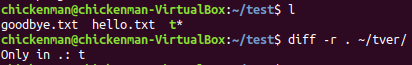 chickenman@chickenman-VirtualBox:~/test$ l
goodbye.txt  hello.txt  t*
chickenman@chickenman-VirtualBox:~/test$ diff -r . ~/tver/
Only in .: t